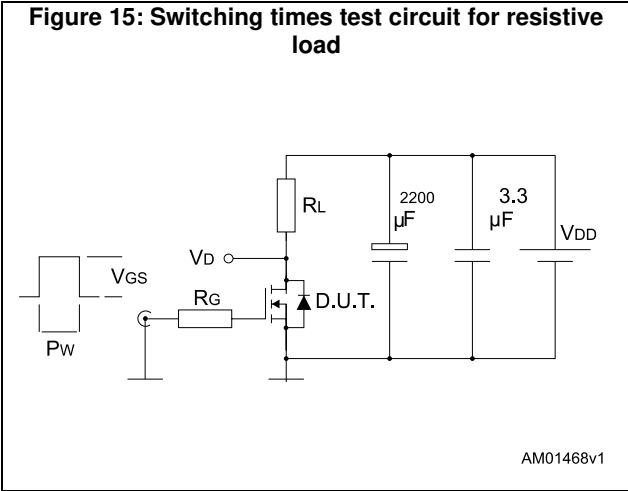 Figure 15: Switching times test circuit for resistive
load
2200
μF
3.3
μF
RL
VDD
VD
VGS
RG
D.U.T.
PW
AM01468v1